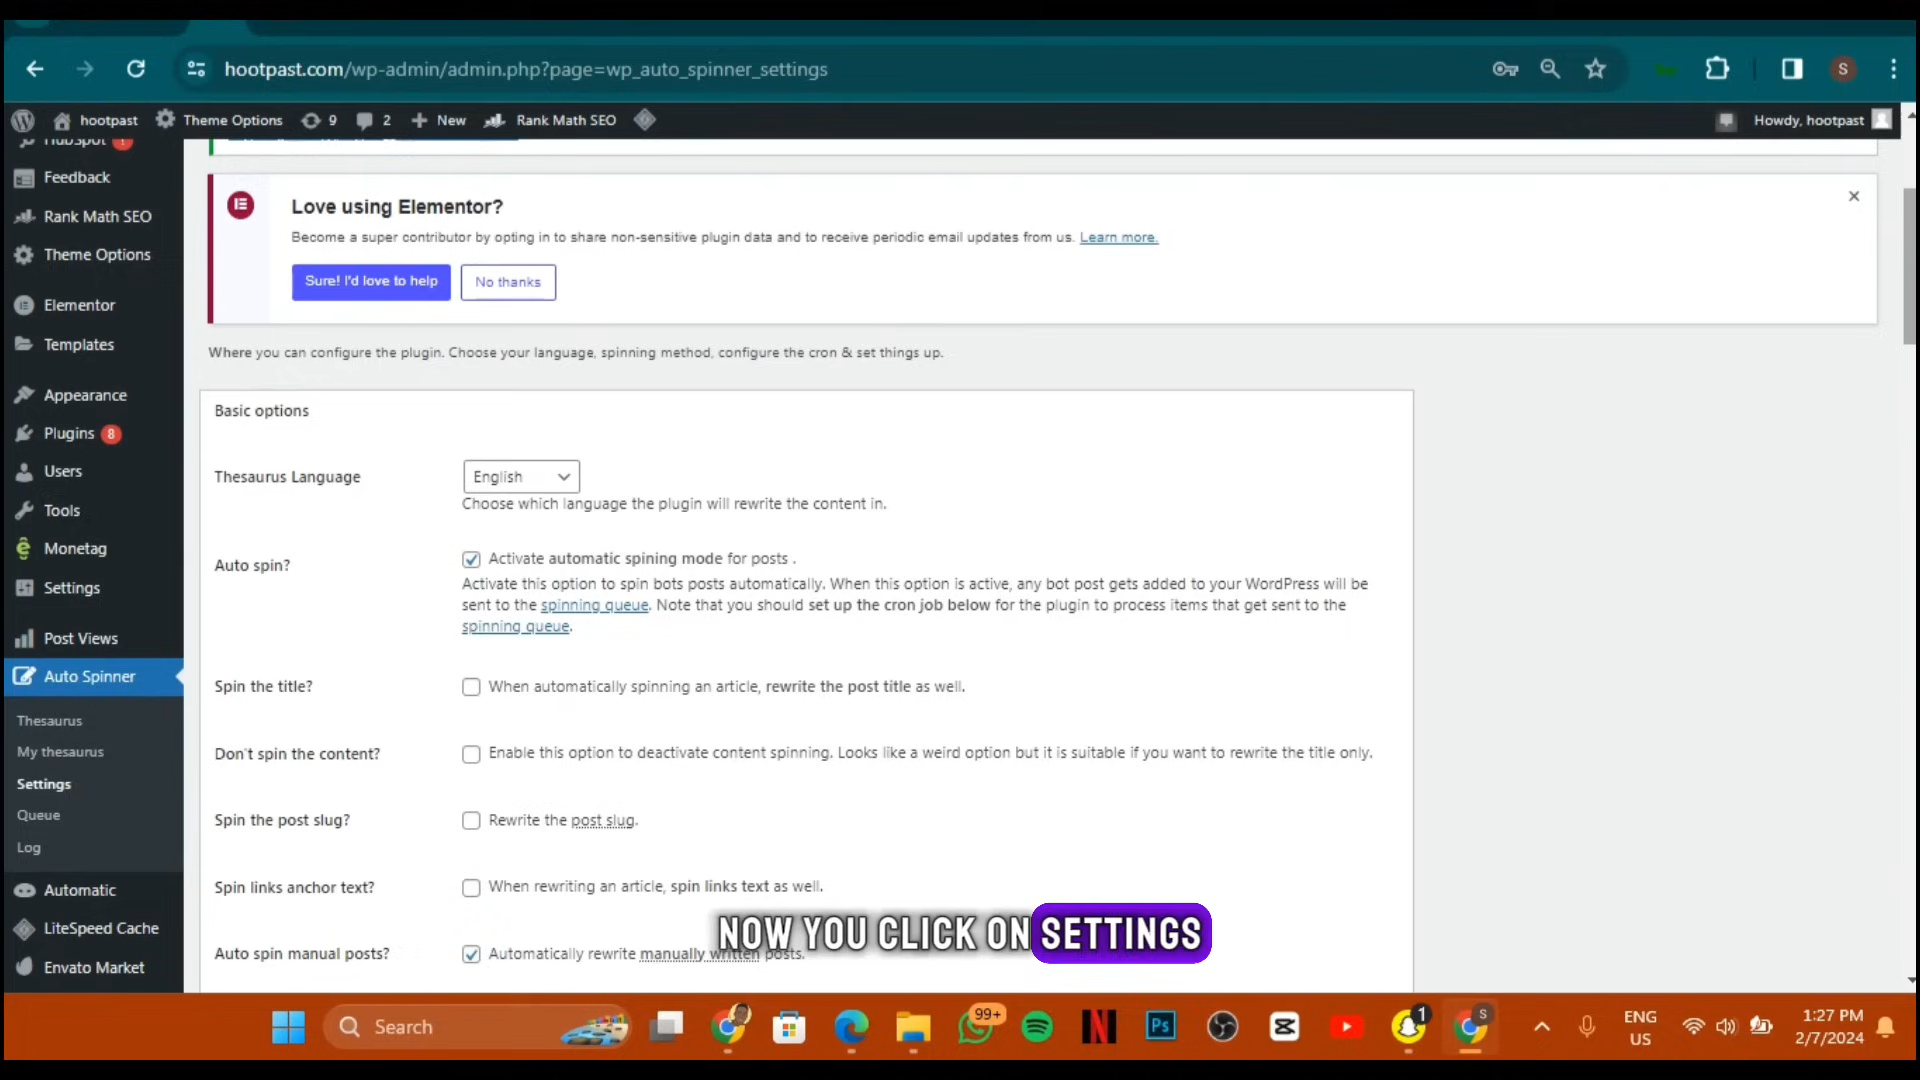 hootpast.com/wp-admin/admin.php?page=wp_auto_spinner_settings
S
hootpast Theme Options 9 2 New Rank Math SEO Howdy, hootpast
HubSpot !
Feedback
Rank Math SEO
Theme Options
Elementor
Templates
Appearance
Plugins 8
Users
Tools
Monetag
Settings
Post Views
Auto Spinner
Thesaurus
My thesaurus
Settings
Queue
Log
Automatic
LiteSpeed Cache
Envato Market
Love using Elementor?
Become a super contributor by opting in to share non-sensitive plugin data and to receive periodic email updates from us. Learn more.
Sure! I'd love to help No thanks
Where you can configure the plugin. Choose your language, spinning method, configure the cron & set things up.
Basic options
Thesaurus Language English
Choose which language the plugin will rewrite the content in.
Auto spin? Activate automatic spining mode for posts .
Activate this option to spin bots posts automatically. When this option is active, any bot post gets added to your WordPress will be
sent to the spinning queue. Note that you should set up the cron job below for the plugin to process items that get sent to the
spinning queue.
Spin the title? When automatically spinning an article, rewrite the post title as well.
Don't spin the content? Enable this option to deactivate content spinning. Looks like a weird option but it is suitable if you want to rewrite the title only.
Spin the post slug? Rewrite the post slug.
Spin links anchor text? When rewriting an article, spin links text as well.
NOW YOU CLICK ON SETTINGS
Auto spin manual posts? Automatically rewrite manually written posts.
Search
99+
N
Ps
1
S
ENG
US
1:27 PM
2/7/2024